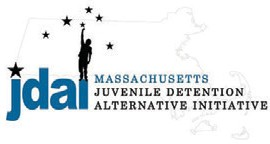 jdai
MASSACHUSETTS
JUVENILE DETENTION
ALTERNATIVE INITIATIVE